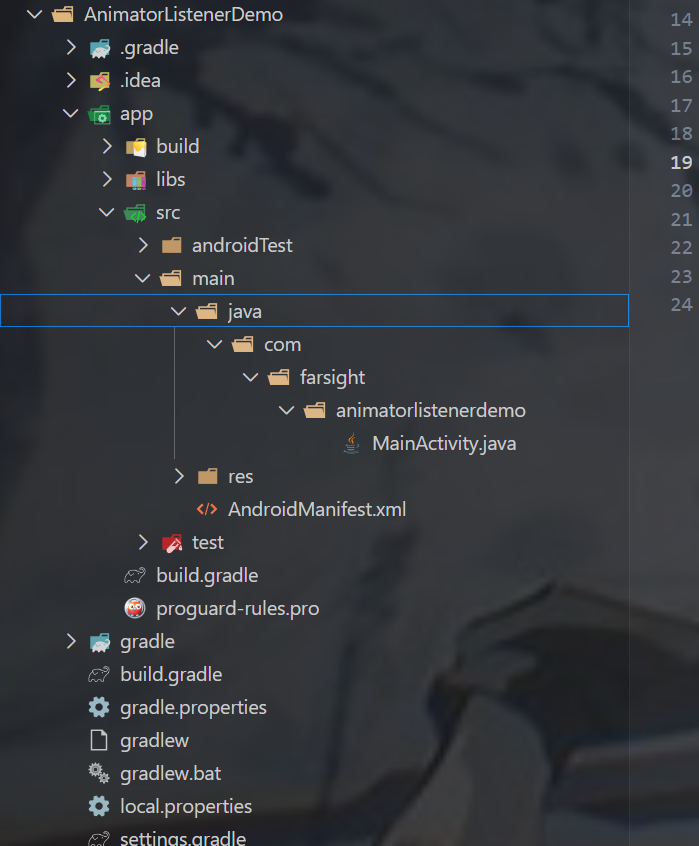 AnimatorListenerDemo
.gradle
.idea
app
build
libs
src
androidTest
main
java
com
farsight
animatorlistenerdemo
MainActivity.java
res
AndroidManifest.xml
test
build.gradle
proguard-rules.pro
gradle
build.gradle
gradle.properties
gradlew
gradlew.bat
local.properties
settings.gradle
14
15
16
17
18
19
20
21
22
23
24